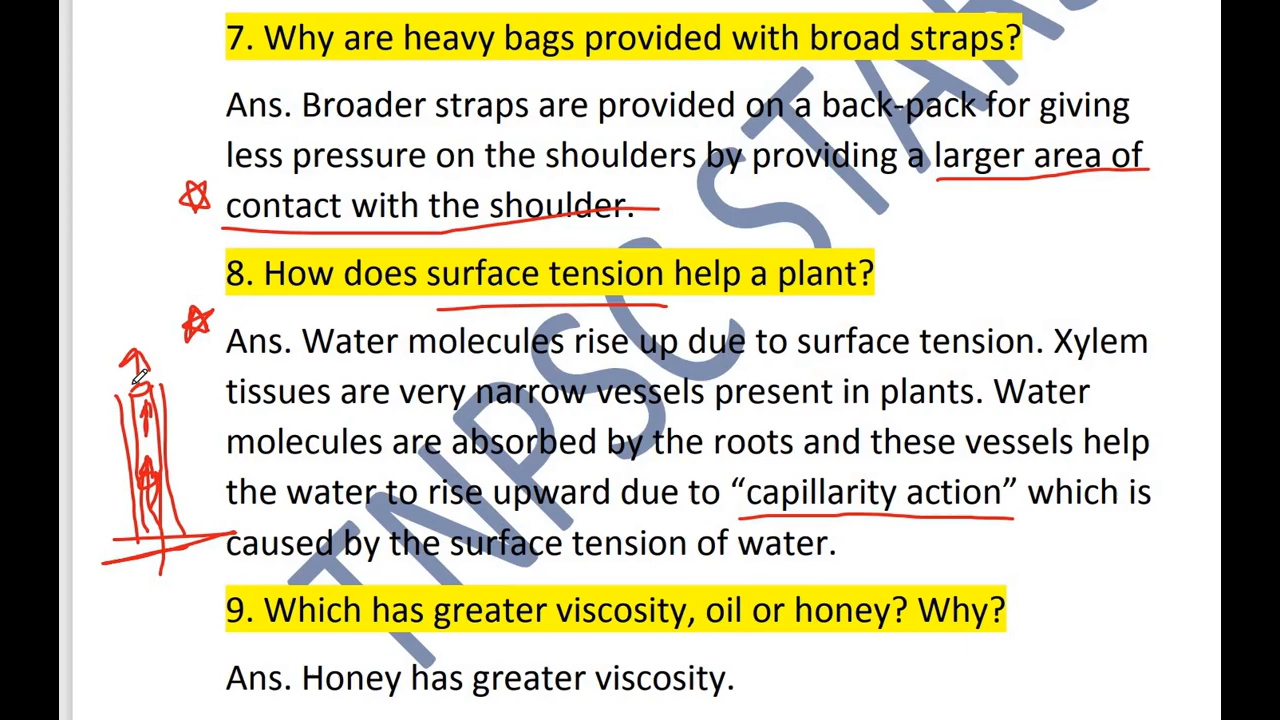 7. Why are heavy bags provided with broad straps?
Ans. Broader straps are provided on a back-pack for giving
less pressure on the shoulders by providing a larger area of
contact with the shoulder.
8. How does surface tension help a plant?
Ans. Water molecules rise up due to surface tension. Xylem
tissues are very narrow vessels present in plants. Water
molecules are absorbed by the roots and these vessels help
the water to rise upward due to “capillarity action” which is
caused by the surface tension of water.
9. Which has greater viscosity, oil or honey? Why?
Ans. Honey has greater viscosity.
TNPSC STAR